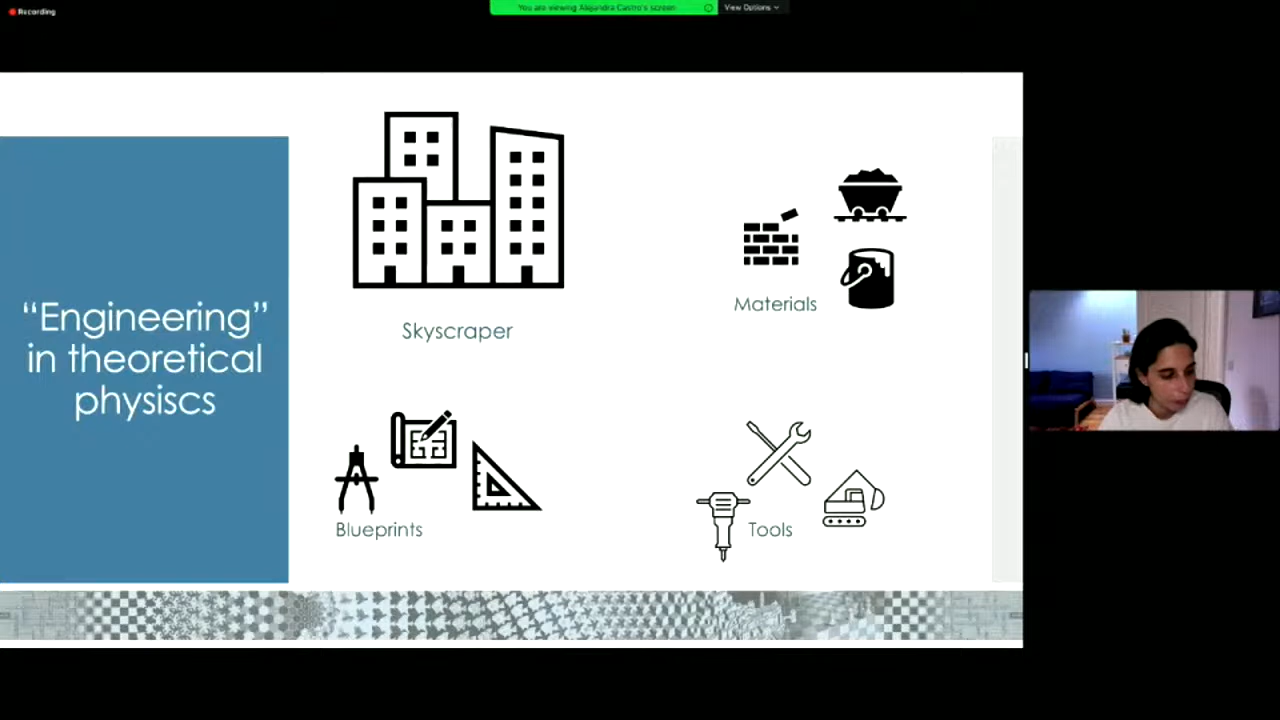 Recording
You are viewing Alejandra Castro's screen
View Options
"Engineering"
in theoretical
physiscs
Skyscraper
Materials
Blueprints
Tools